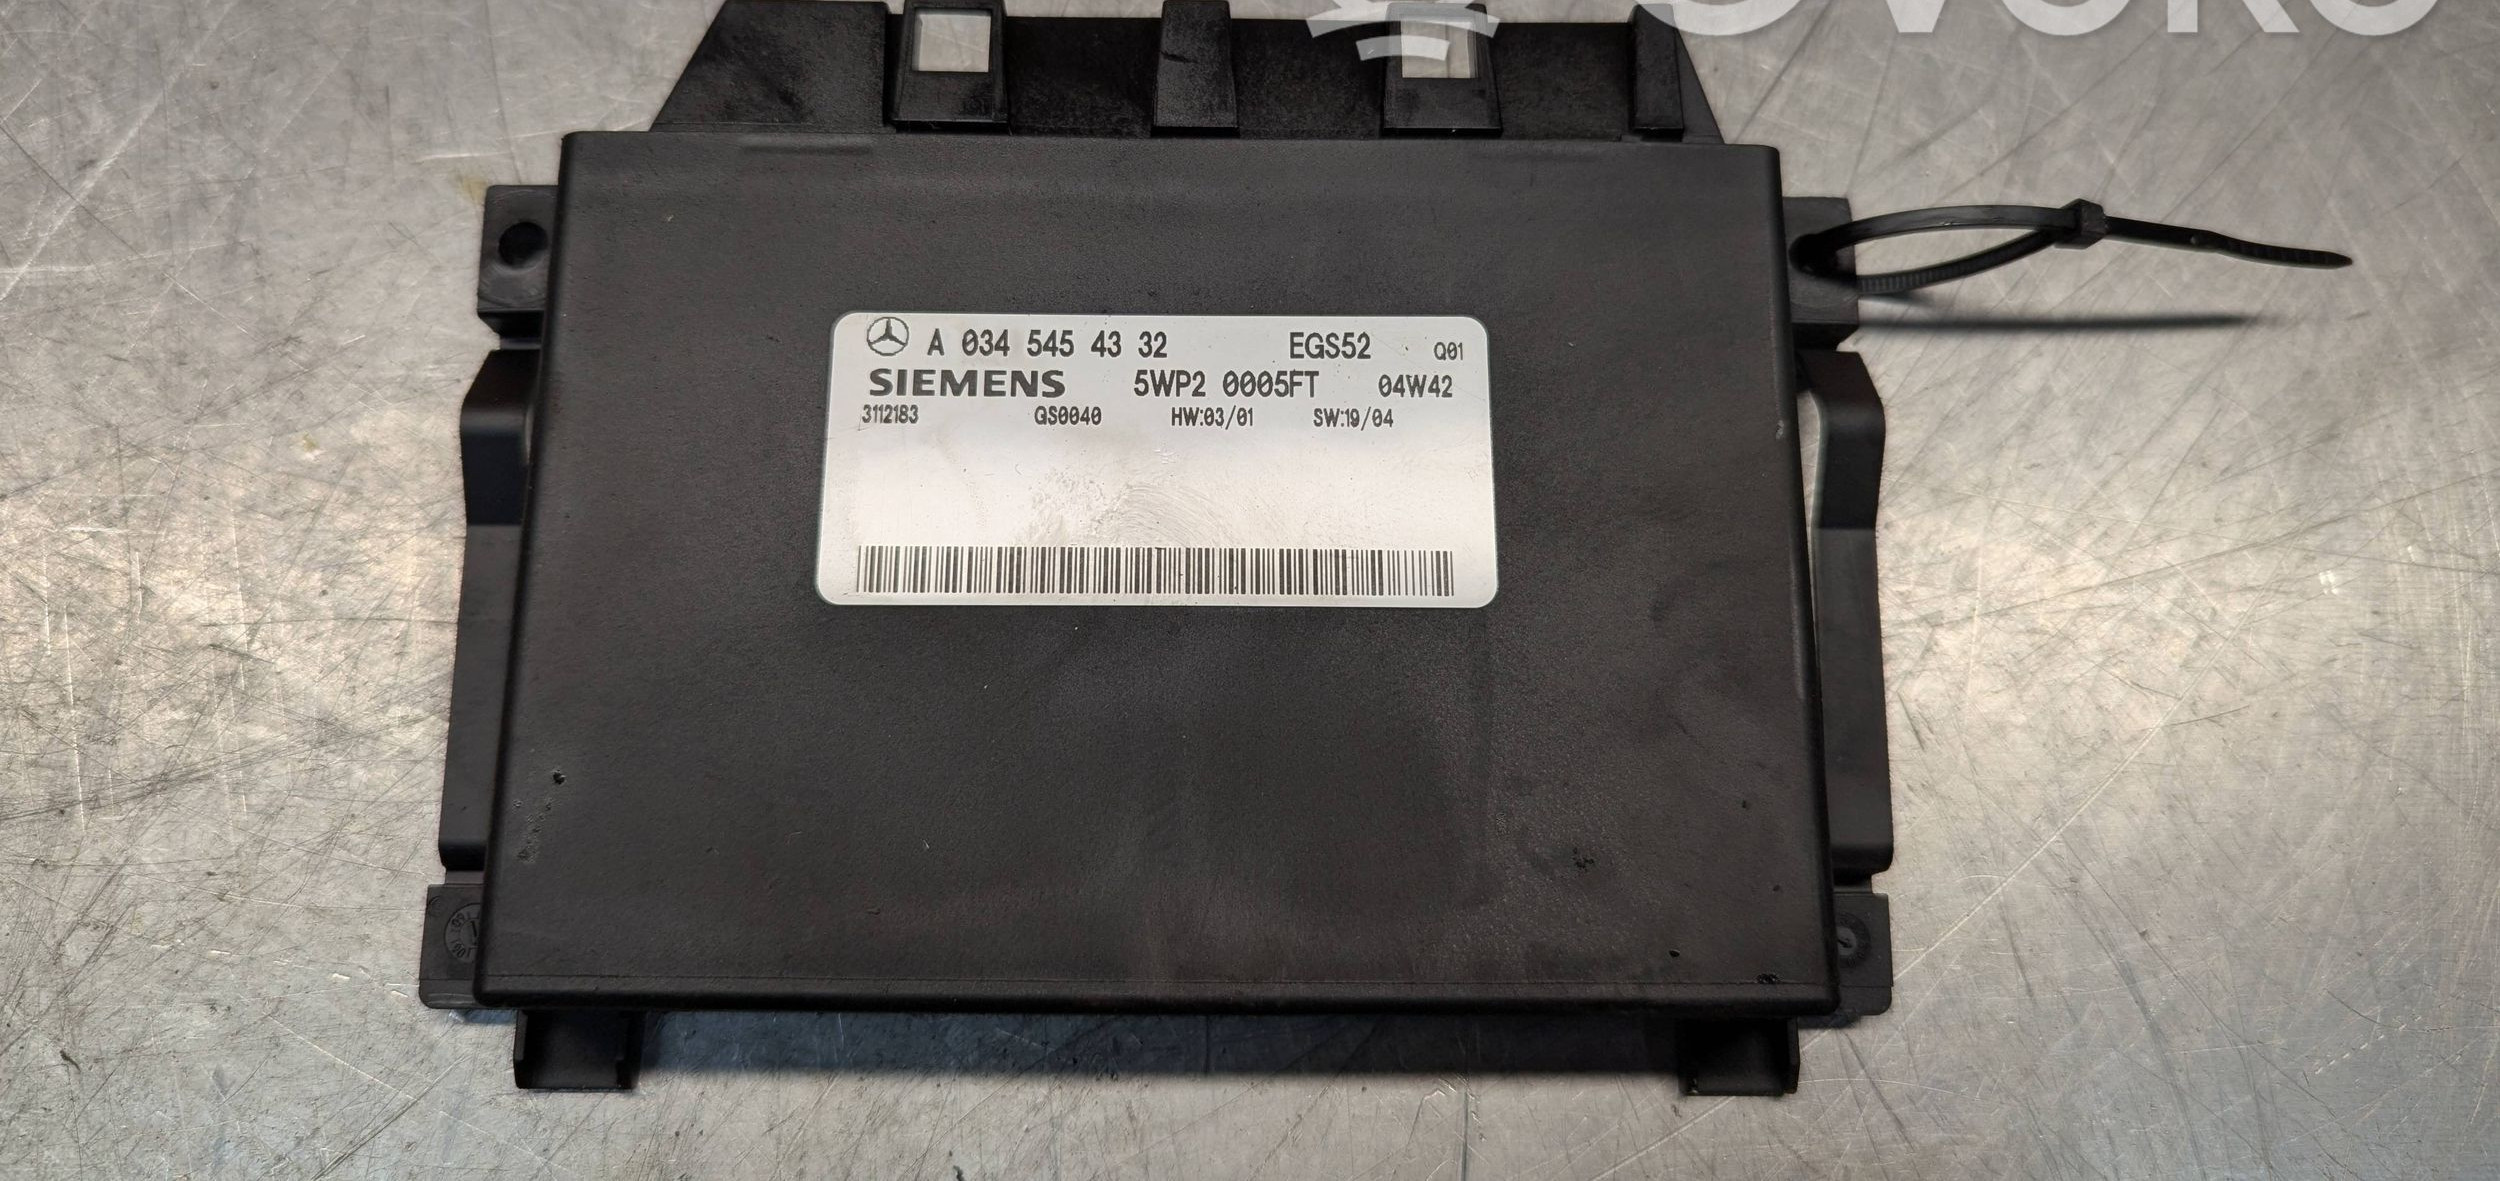 A 034 545 43 32 EGS52 Q01
SIEMENS 5WP2 0005FT 04W42
3112183 QS0040 HW:03/01 SW:19/04